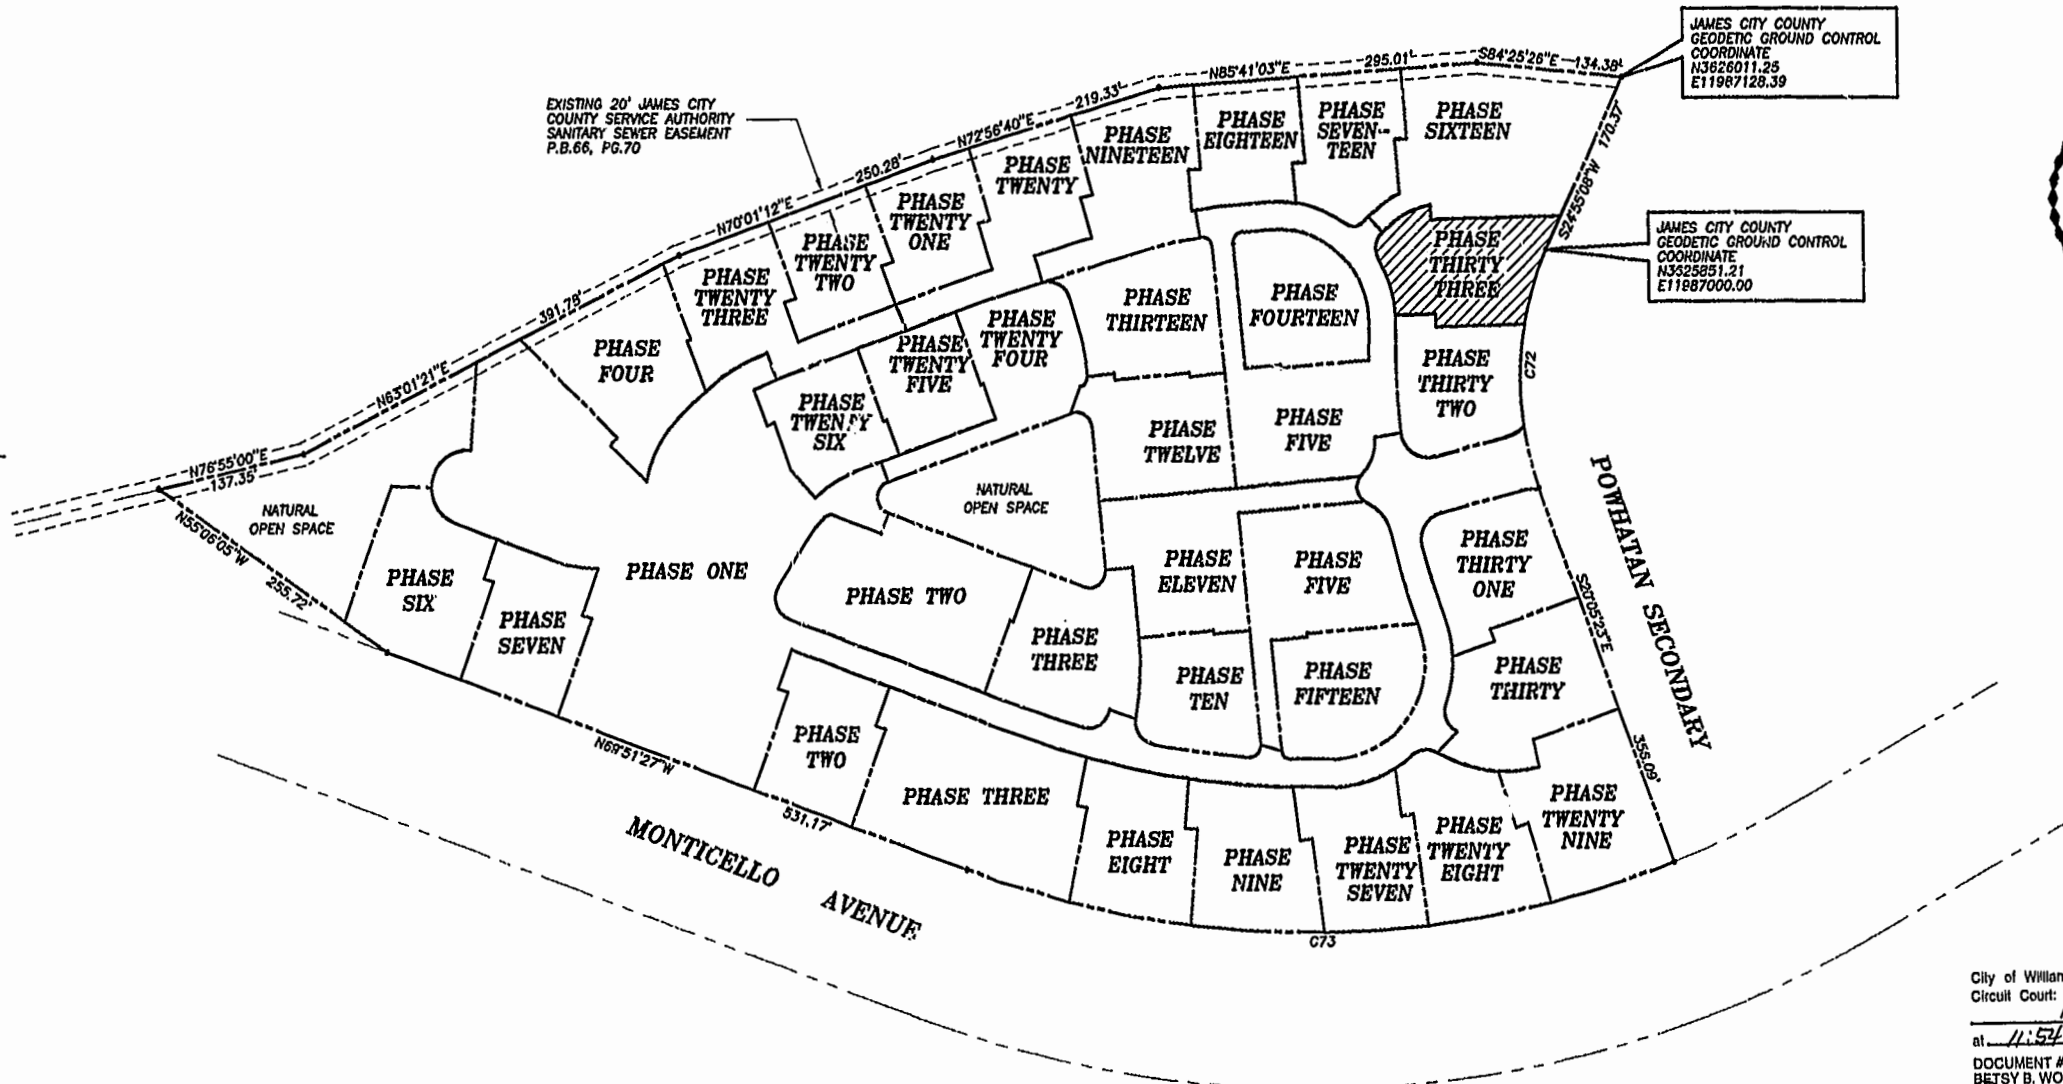 JAMES CITY COUNTY
GEODETIC GROUND CONTROL
COORDINATE
N3626011.25
E11987128.39
EXISTING 20' JAMES CITY
COUNTY SERVICE AUTHORITY
SANITARY SEWER EASEMENT
P.B.66, PG.70
N85°41'03"E
295.01'
S84°25'26"E
134.38'
219.33'
N72°56'40"E
250.28'
N70°01'12"E
391.78'
N63°01'21"E
N76°55'00"E
137.35'
S24°55'08"W 170.37'
JAMES CITY COUNTY
GEODETIC GROUND CONTROL
COORDINATE
N3625851.21
E11987000.00
PHASE
SIXTEEN
PHASE
SEVEN-
TEEN
PHASE
EIGHTEEN
PHASE
NINETEEN
PHASE
TWENTY
PHASE
TWENTY
ONE
PHASE
TWENTY
TWO
PHASE
TWENTY
THREE
PHASE
FOUR
PHASE
THIRTY
THREE
PHASE
THIRTEEN
PHASE
FOURTEEN
PHASE
TWENTY
FOUR
PHASE
TWENTY
FIVE
PHASE
TWENTY
SIX
PHASE
THIRTY
TWO
C72
PHASE
TWELVE
PHASE
FIVE
NATURAL
OPEN SPACE
NATURAL
OPEN SPACE
N55°06'05"W
255.72'
PHASE
SIX
PHASE
SEVEN
PHASE ONE
PHASE TWO
PHASE
THREE
PHASE
ELEVEN
PHASE
FIVE
PHASE
THIRTY
ONE
POWHATAN SECONDARY
S20°05'23"E
355.09'
PHASE
TEN
PHASE
FIFTEEN
PHASE
THIRTY
PHASE
TWO
PHASE THREE
PHASE
EIGHT
PHASE
NINE
PHASE
TWENTY
SEVEN
PHASE
TWENTY
EIGHT
PHASE
TWENTY
NINE
N69°51'27"W
531.17'
MONTICELLO AVENUE
C73
City of William
Circuit Court:
at 11:54
DOCUMENT #
BETSY B. WO